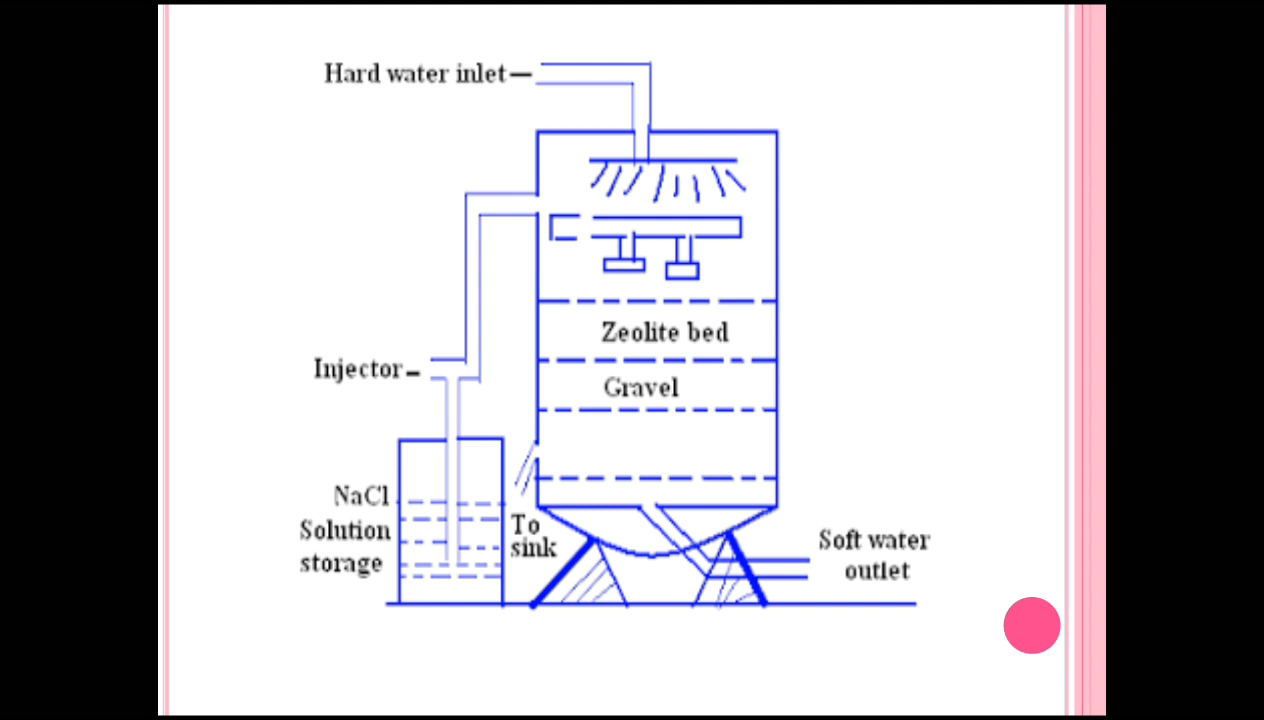 Hard water inlet
Zeolite bed
Injector
Gravel
NaCl
Solution
storage
To
sink
Soft water
outlet